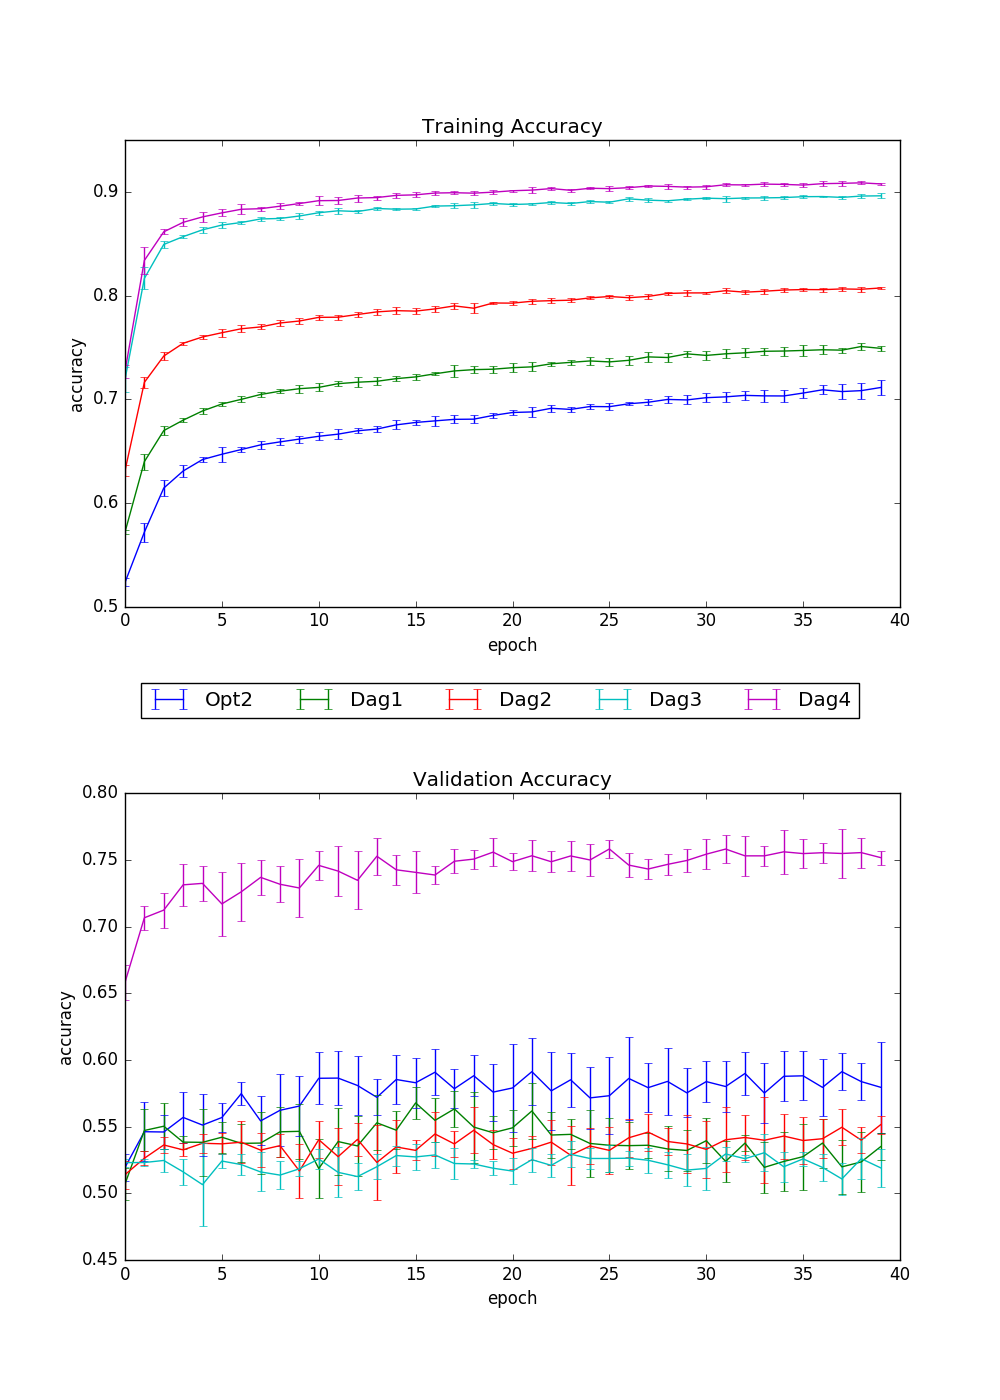 Training Accuracy
0.9
0.8
0.7
0.6
0.5
accuracy
0 5 10 15 20 25 30 35 40
epoch
Opt2 Dag1 Dag2 Dag3 Dag4
Validation Accuracy
0.80
0.75
0.70
0.65
0.60
0.55
0.50
0.45
accuracy
0 5 10 15 20 25 30 35 40
epoch